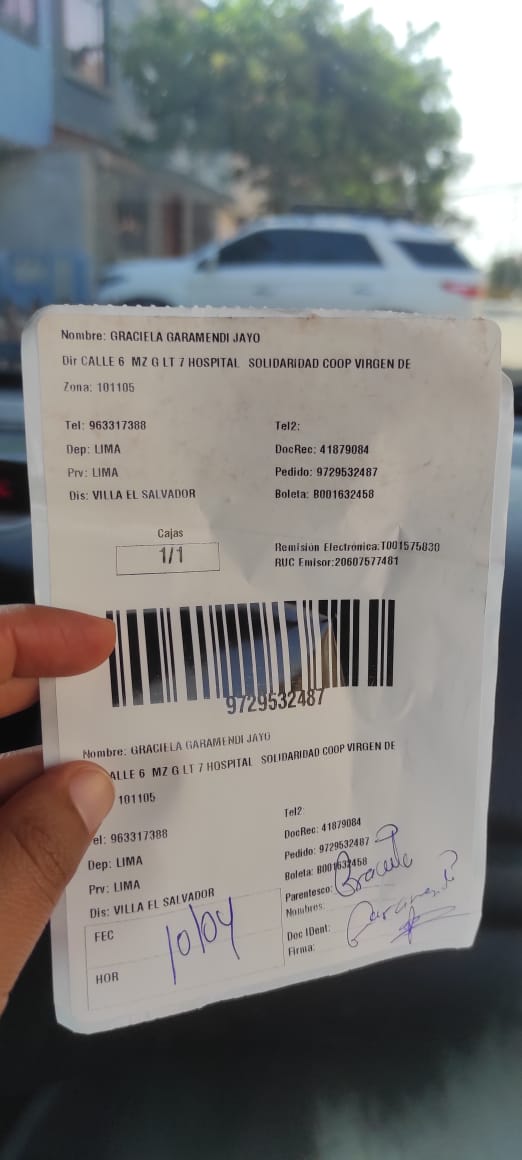 Nombre: GRACIELA GARAMENDI JAYO
Dir CALLE 6 MZ G LT 7 HOSPITAL SOLIDARIDAD COOP VIRGEN DE
Zona: 101105
Tel: 963317388 Tel2:
Dep: LIMA DocRec: 41879084
Prv: LIMA Pedido: 9729532487
Dis: VILLA EL SALVADOR Boleta: B001632458
Cajas
1/1
Remisión Electrónica:T001575830
RUC Emisor:20607577481
9729532487
Nombre: GRACIELA GARAMENDI JAYO
ALLE 6 MZ G LT 7 HOSPITAL SOLIDARIDAD COOP VIRGEN DE
101105
Tel2:
el: 963317388 DocRec: 41879084
Dep: LIMA Pedido: 9729532487
Prv: LIMA Boleta: B001632458
Dis: VILLA EL SALVADOR Parentesco:
Nombres:
FEC 10/04 Doc IDent:
Firma:
HOR